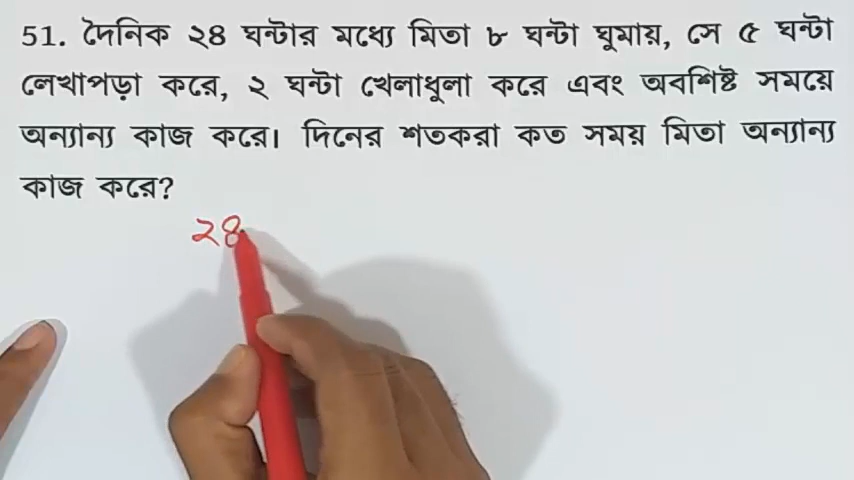 51. দৈনিক ২৪ ঘন্টার মধ্যে মিতা ৮ ঘন্টা ঘুমায়, সে ৫ ঘন্টা
লেখাপড়া করে, ২ ঘন্টা খেলাধুলা করে এবং অবশিষ্ট সময়ে
অন্যান্য কাজ করে। দিনের শতকরা কত সময় মিতা অন্যান্য
কাজ করে?
২৪